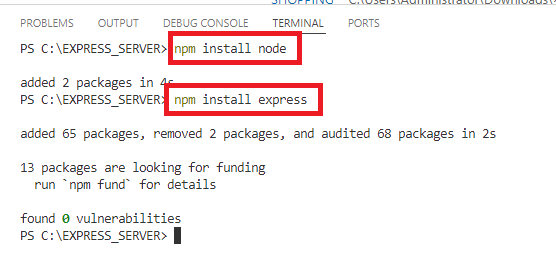 SHOPPING
PROBLEMS OUTPUT DEBUG CONSOLE TERMINAL PORTS
PS C:\EXPRESS_SERVER> npm install node
added 2 packages in 4s
PS C:\EXPRESS_SERVER> npm install express
added 65 packages, removed 2 packages, and audited 68 packages in 2s
13 packages are looking for funding
run `npm fund` for details
found 0 vulnerabilities
PS C:\EXPRESS_SERVER>